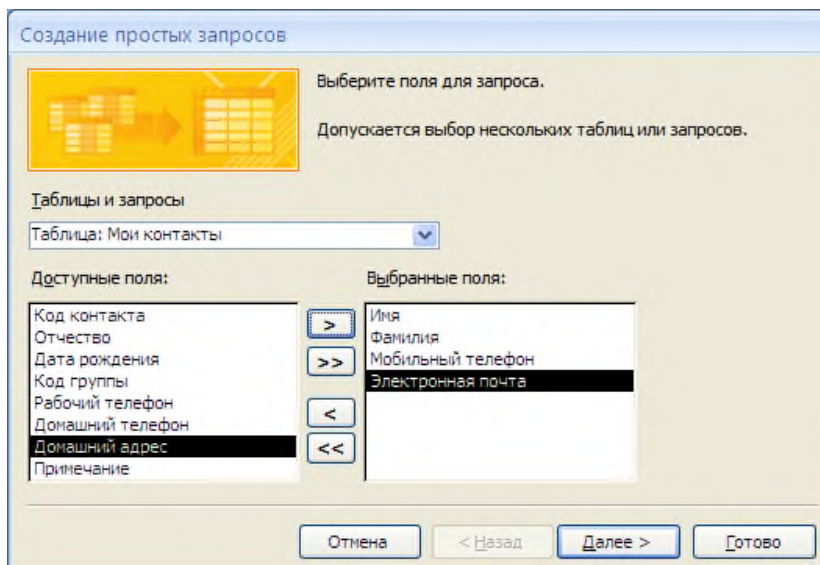 Создание простых запросов
Выберите поля для запроса.
Допускается выбор нескольких таблиц или запросов.
Таблицы и запросы
Таблица: Мои контакты
Доступные поля:
Код контакта
Отчество
Дата рождения
Код группы
Рабочий телефон
Домашний телефон
Домашний адрес
Примечание
>
>>
<
<<
Выбранные поля:
Имя
Фамилия
Мобильный телефон
Электронная почта
Отмена
< Назад
Далее >
Готово